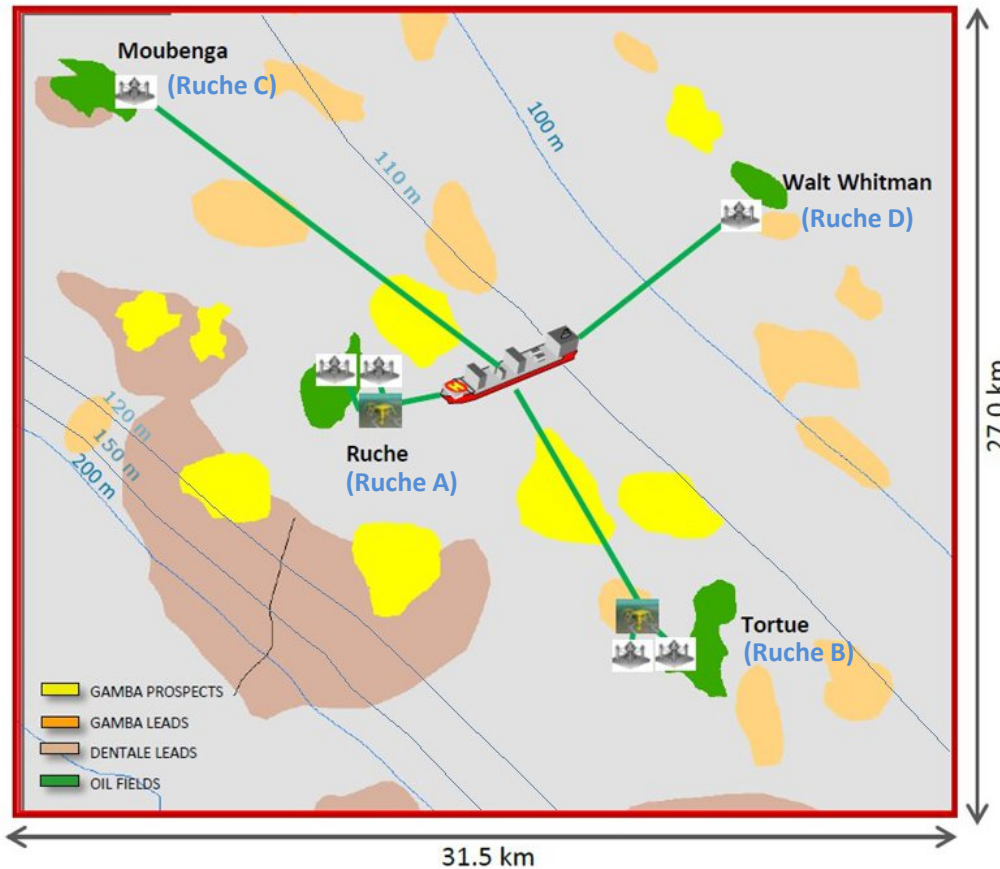 Moubenga
(Ruche C)
100 m
110 m
Walt Whitman
(Ruche D)
120 m
150 m
200 m
Ruche
(Ruche A)
27.0 km
Tortue
(Ruche B)
GAMBA PROSPECTS
GAMBA LEADS
DENTALE LEADS
OIL FIELDS
31.5 km